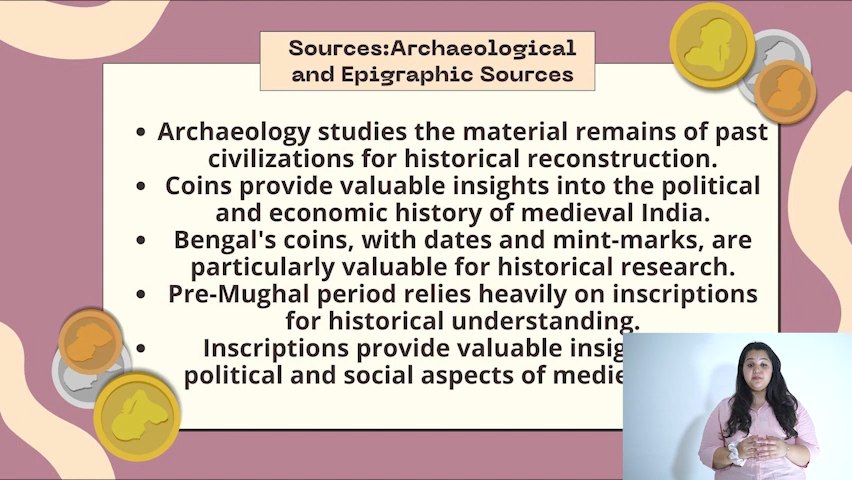 Sources:Archaeological
and Epigraphic Sources
• Archaeology studies the material remains of past
civilizations for historical reconstruction.
• Coins provide valuable insights into the political
and economic history of medieval India.
• Bengal's coins, with dates and mint-marks, are
particularly valuable for historical research.
• Pre-Mughal period relies heavily on inscriptions
for historical understanding.
• Inscriptions provide valuable
political and social aspects of